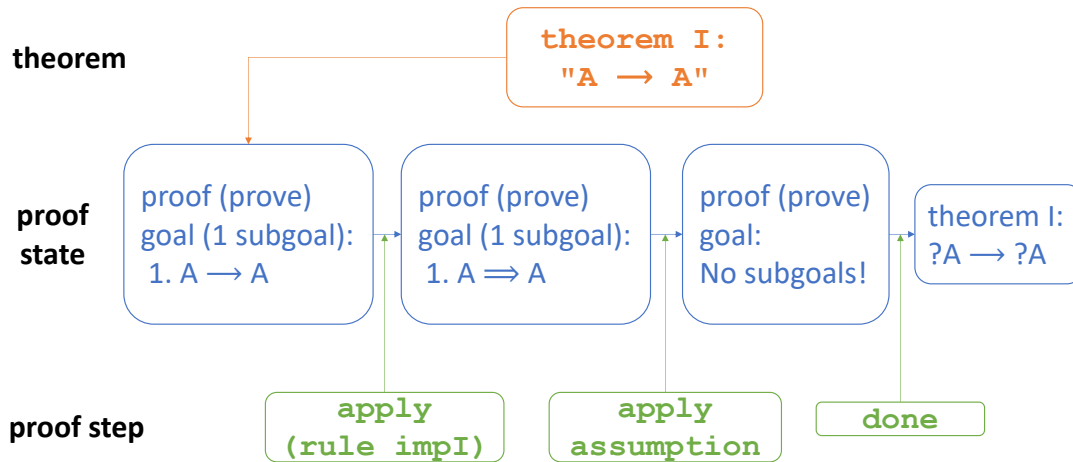 theorem
theorem I:
"A ⟶ A"
proof
state
proof (prove)
goal (1 subgoal):
1. A ⟶ A
proof (prove)
goal (1 subgoal):
1. A ⟹ A
proof (prove)
goal:
No subgoals!
theorem I:
?A ⟶ ?A
proof step
apply
(rule impI)
apply
assumption
done